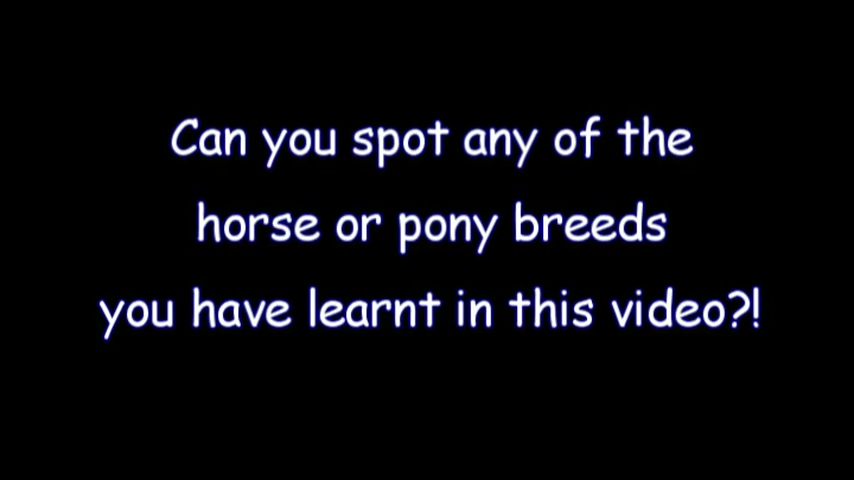 Can you spot any of the
horse or pony breeds
you have learnt in this video?!